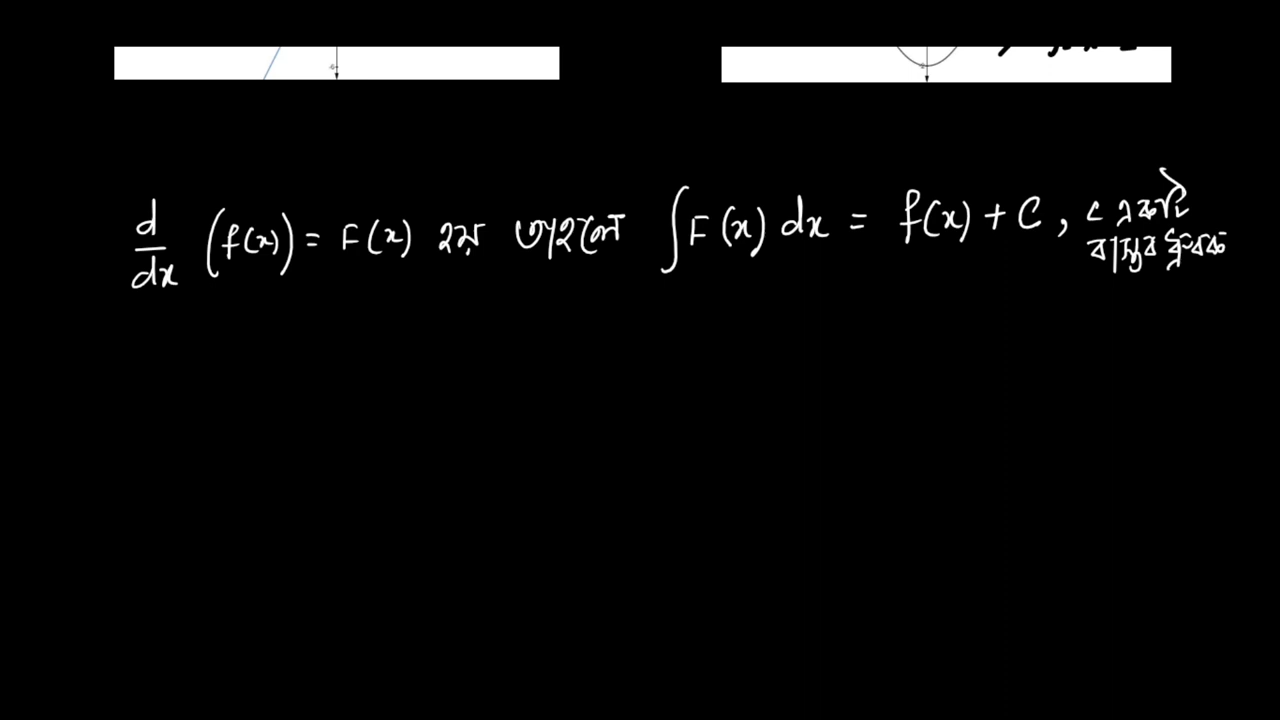 d/dx (f(x)) = F(x) হয় তাহলে ∫F(x) dx = f(x) + C, c একটি
বাস্তব ধ্রুবক